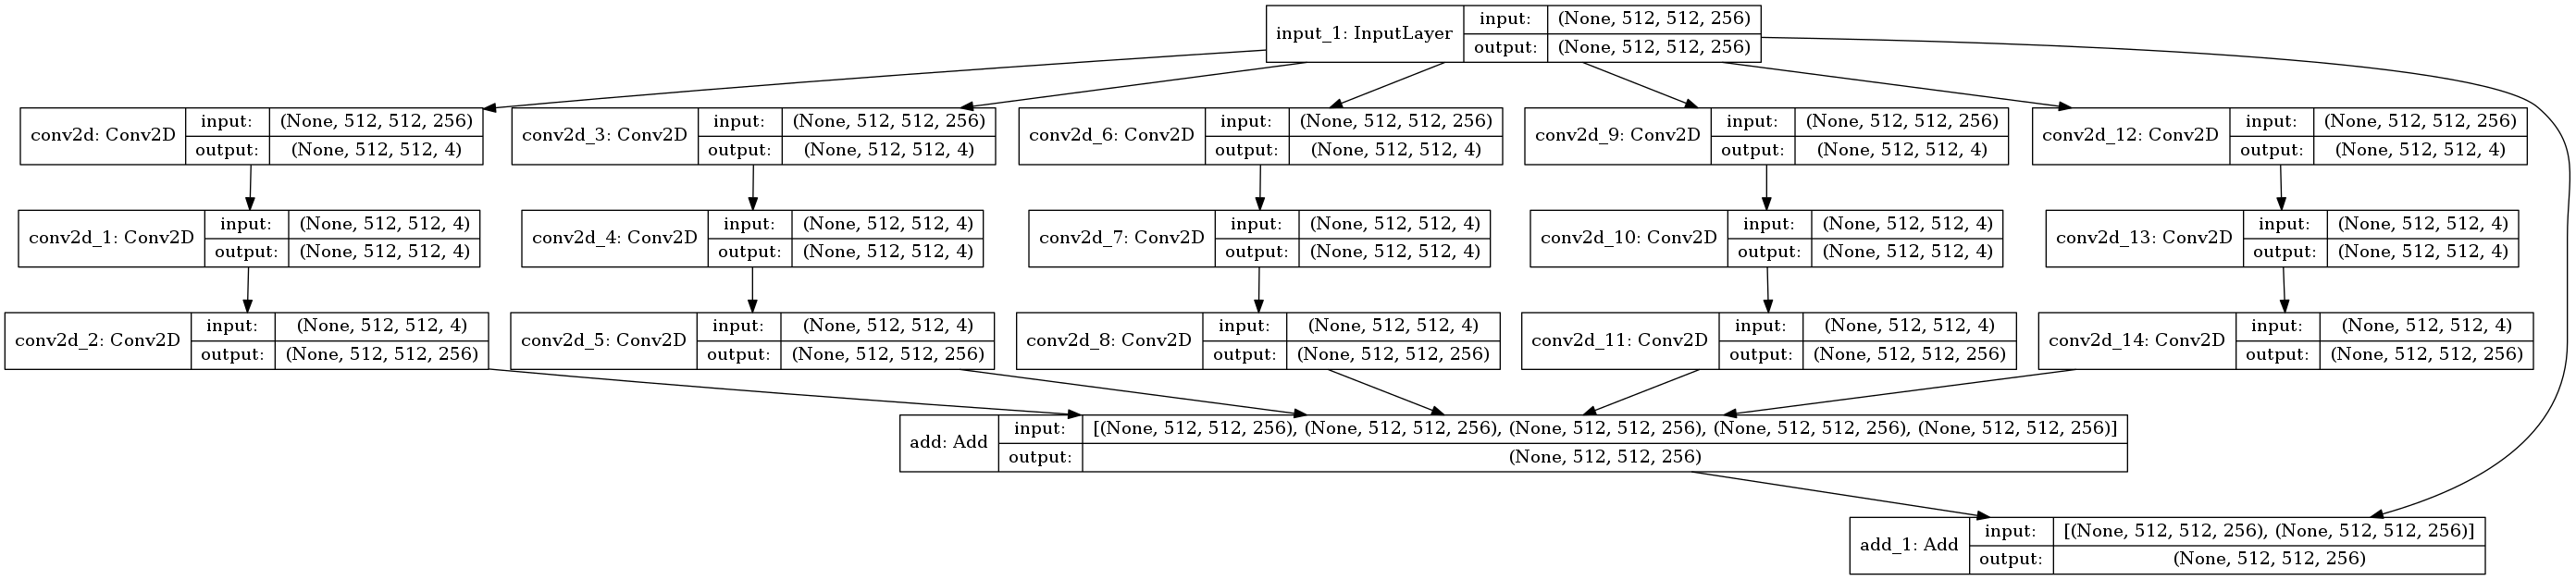 input_1: InputLayer
input: (None, 512, 512, 256)
output: (None, 512, 512, 256)
conv2d: Conv2D
input: (None, 512, 512, 256)
output: (None, 512, 512, 4)
conv2d_3: Conv2D
input: (None, 512, 512, 256)
output: (None, 512, 512, 4)
conv2d_6: Conv2D
input: (None, 512, 512, 256)
output: (None, 512, 512, 4)
conv2d_9: Conv2D
input: (None, 512, 512, 256)
output: (None, 512, 512, 4)
conv2d_12: Conv2D
input: (None, 512, 512, 256)
output: (None, 512, 512, 4)
conv2d_1: Conv2D
input: (None, 512, 512, 4)
output: (None, 512, 512, 4)
conv2d_4: Conv2D
input: (None, 512, 512, 4)
output: (None, 512, 512, 4)
conv2d_7: Conv2D
input: (None, 512, 512, 4)
output: (None, 512, 512, 4)
conv2d_10: Conv2D
input: (None, 512, 512, 4)
output: (None, 512, 512, 4)
conv2d_13: Conv2D
input: (None, 512, 512, 4)
output: (None, 512, 512, 4)
conv2d_2: Conv2D
input: (None, 512, 512, 4)
output: (None, 512, 512, 256)
conv2d_5: Conv2D
input: (None, 512, 512, 4)
output: (None, 512, 512, 256)
conv2d_8: Conv2D
input: (None, 512, 512, 4)
output: (None, 512, 512, 256)
conv2d_11: Conv2D
input: (None, 512, 512, 4)
output: (None, 512, 512, 256)
conv2d_14: Conv2D
input: (None, 512, 512, 4)
output: (None, 512, 512, 256)
add: Add
input: [(None, 512, 512, 256), (None, 512, 512, 256), (None, 512, 512, 256), (None, 512, 512, 256), (None, 512, 512, 256)]
output: (None, 512, 512, 256)
add_1: Add
input: [(None, 512, 512, 256), (None, 512, 512, 256)]
output: (None, 512, 512, 256)